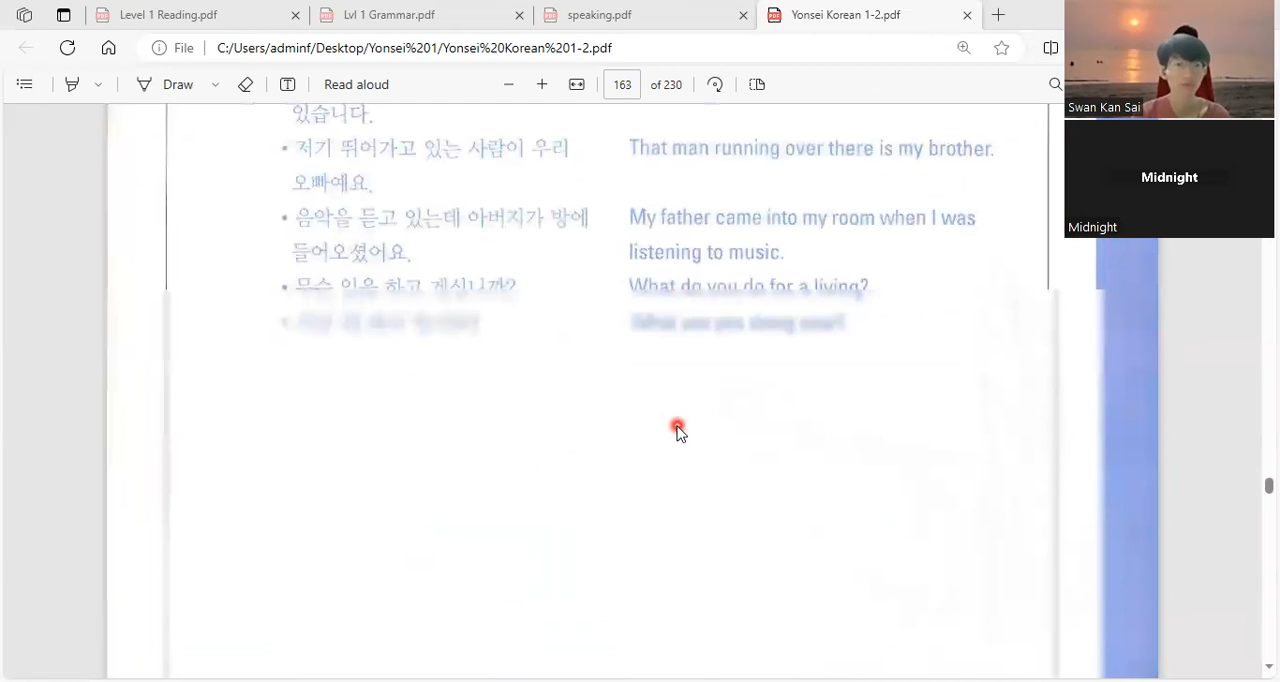 Level 1 Reading.pdf
Lvl 1 Grammar.pdf
speaking.pdf
Yonsei Korean 1-2.pdf
File
C:/Users/adminf/Desktop/Yonsei%201/Yonsei%20Korean%201-2.pdf
Draw
Read aloud
163
of 230
Swan Kan Sai
Midnight
Midnight
있습니다.
• 저기 뛰어가고 있는 사람이 우리 That man running over there is my brother.
오빠예요.
• 음악을 듣고 있는데 아버지가 방에 My father came into my room when I was
들어오셨어요. listening to music.
• 무슨 일을 하고 계십니까? What do you do for a living?
What are you doing now?